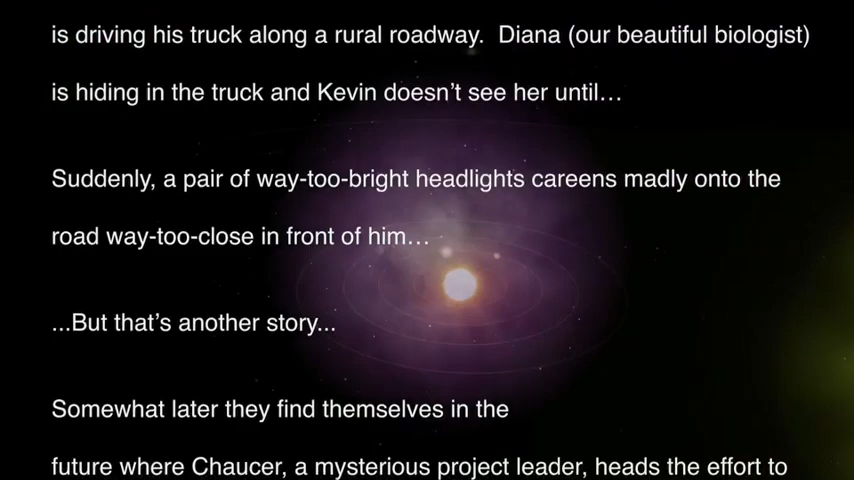 is driving his truck along a rural roadway.  Diana (our beautiful biologist)
is hiding in the truck and Kevin doesn’t see her until…
Suddenly, a pair of way-too-bright headlights careens madly onto the
road way-too-close in front of him…
...But that’s another story...
Somewhat later they find themselves in the
future where Chaucer, a mysterious project leader, heads the effort to